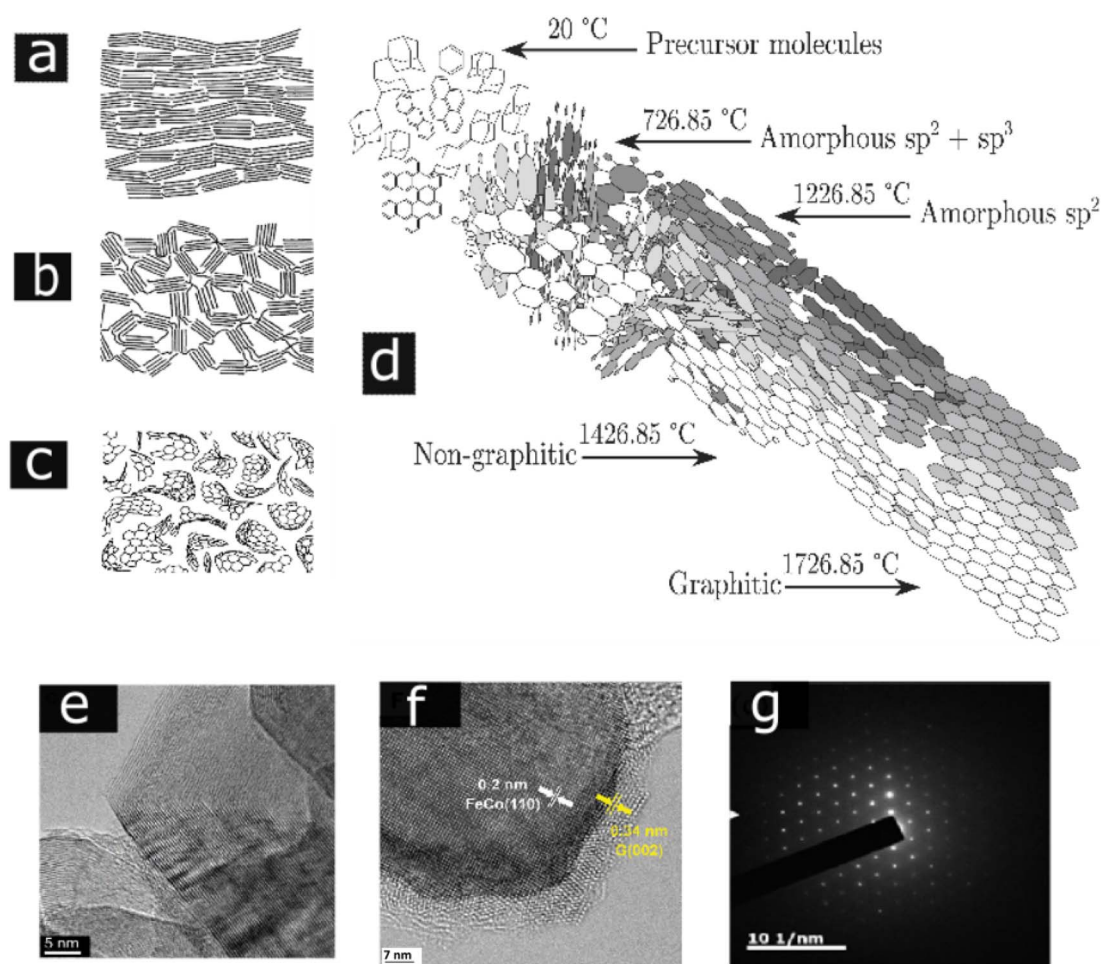 a
20 °C
Precursor molecules
726.85 °C
Amorphous sp² + sp³
1226.85 °C
Amorphous sp²
b
d
c
Non-graphitic
1426.85 °C
Graphitic
1726.85 °C
e
5 nm
f
0.2 nm
FeCo(110)
0.34 nm
G(002)
7 nm
g
10 1/nm